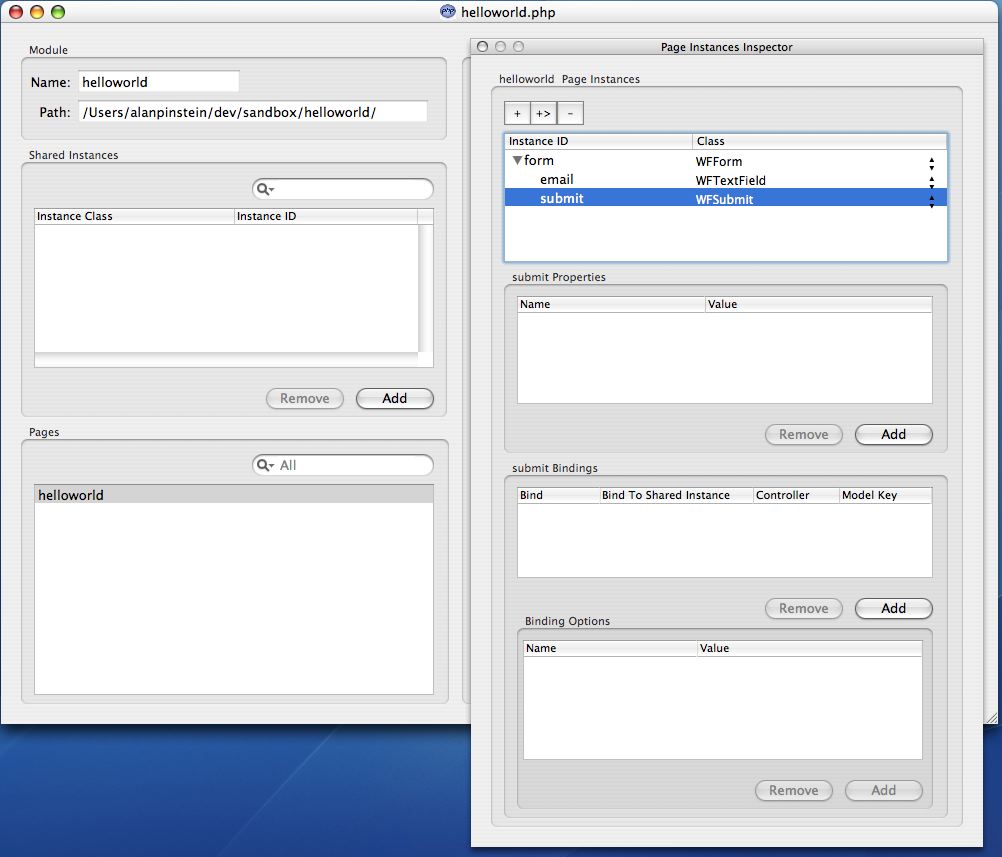 helloworld.php
Module
Name: helloworld
Path: /Users/alanpinstein/dev/sandbox/helloworld/
Shared Instances
Instance Class Instance ID
Remove Add
Pages
All
helloworld
Page Instances Inspector
helloworld Page Instances
+ +> -
Instance ID Class
form WFForm
email WFTextField
submit WFSubmit
submit Properties
Name Value
Remove Add
submit Bindings
Bind Bind To Shared Instance Controller Model Key
Remove Add
Binding Options
Name Value
Remove Add